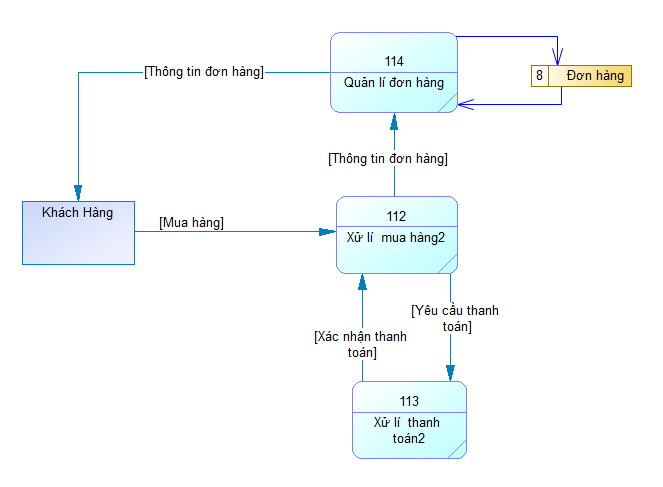 114
Quản lí đơn hàng
8 Đơn hàng
[Thông tin đơn hàng]
[Thông tin đơn hàng]
Khách Hàng
[Mua hàng]
112
Xử lí mua hàng2
[Yêu cầu thanh
toán]
[Xác nhận thanh
toán]
113
Xử lí thanh
toán2